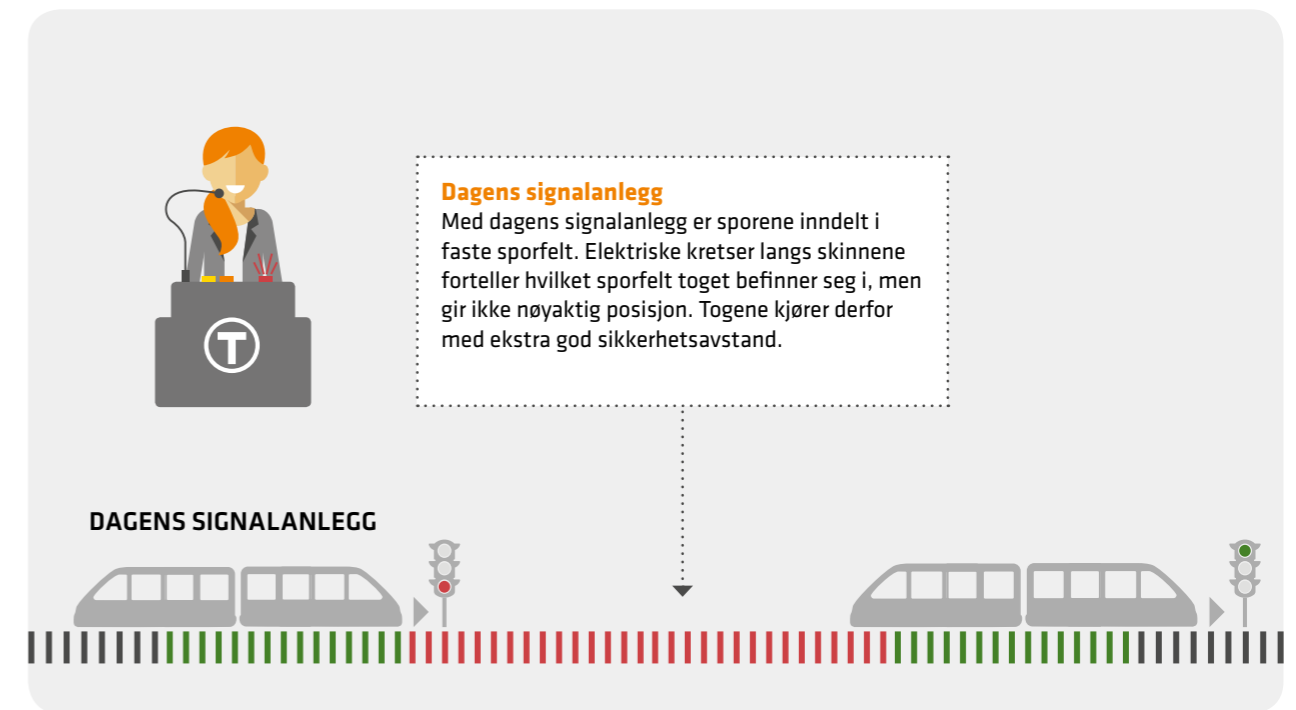 Dagens signalanlegg
Med dagens signalanlegg er sporene inndelt i
faste sporfelt. Elektriske kretser langs skinnene
forteller hvilket sporfelt toget befinner seg i, men
gir ikke nøyaktig posisjon. Togene kjører derfor
med ekstra god sikkerhetsavstand.
T
DAGENS SIGNALANLEGG